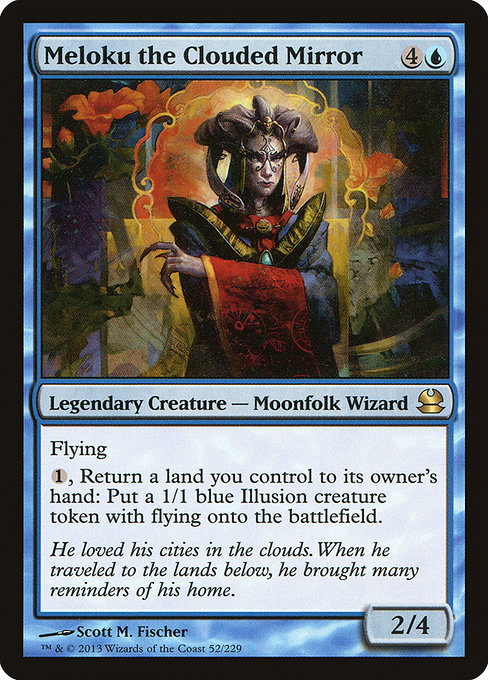 Meloku the Clouded Mirror 4
Legendary Creature — Moonfolk Wizard
Flying
1, Return a land you control to its owner's
hand: Put a 1/1 blue Illusion creature
token with flying onto the battlefield.
He loved his cities in the clouds. When he
traveled to the lands below, he brought many
reminders of his home.
Scott M. Fischer
2/4
™ & © 2013 Wizards of the Coast 52/229